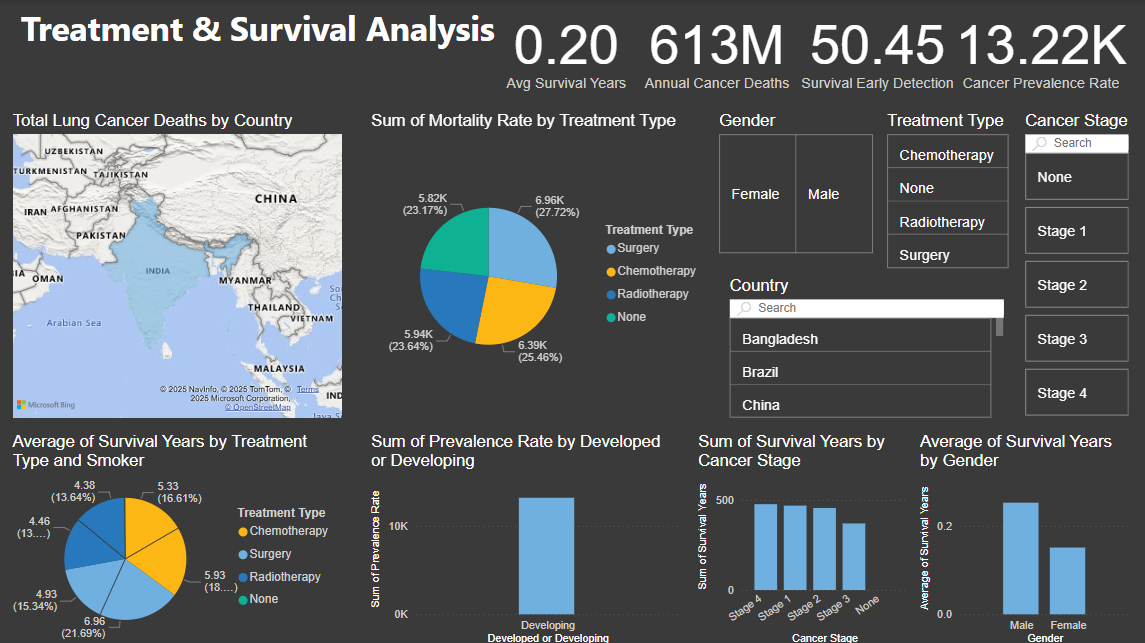 Treatment & Survival Analysis
0.20
Avg Survival Years
613M
Annual Cancer Deaths
50.45
Survival Early Detection
13.22K
Cancer Prevalence Rate
Total Lung Cancer Deaths by Country
UZBEKISTAN
TURKMENISTAN
TAJIKISTAN
CHINA
IRAN
AFGHANISTAN
PAKISTAN
OMAN
INDIA
MYANMAR
THAILAND
VIETNAM
Arabian Sea
MALAYSIA
© 2025 NavInfo, © 2025 TomTom, ©
Terms
2025 Microsoft Corporation,
© OpenStreetMap
Microsoft Bing
Sum of Mortality Rate by Treatment Type
5.82K
(23.17%)
6.96K
(27.72%)
5.94K
(23.64%)
6.39K
(25.46%)
Treatment Type
Surgery
Chemotherapy
Radiotherapy
None
Gender
Female
Male
Treatment Type
Chemotherapy
None
Radiotherapy
Surgery
Cancer Stage
Search
None
Stage 1
Stage 2
Stage 3
Stage 4
Country
Search
Bangladesh
Brazil
China
Average of Survival Years by Treatment
Type and Smoker
4.38
(13.64%)
5.33
(16.61%)
4.46
(13....)
5.93
(18....)
4.93
(15.34%)
6.96
(21.69%)
Treatment Type
Chemotherapy
Surgery
Radiotherapy
None
Sum of Prevalence Rate by Developed
or Developing
Sum of Prevalence Rate
10K
0K
Developing
Developed or Developing
Sum of Survival Years by
Cancer Stage
Sum of Survival Years
500
0
Stage 4
Stage 1
Stage 2
Stage 3
None
Cancer Stage
Average of Survival Years
by Gender
Average of Survival Years
0.2
0.0
Male
Female
Gender